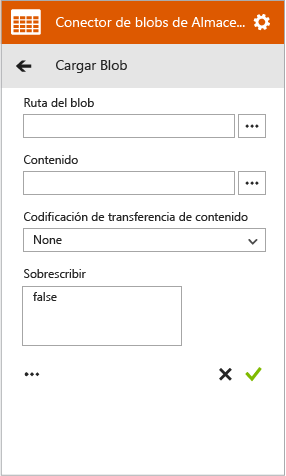 Conector de blobs de Almace...
Cargar Blob
Ruta del blob
Contenido
Codificación de transferencia de contenido
None
Sobrescribir
false